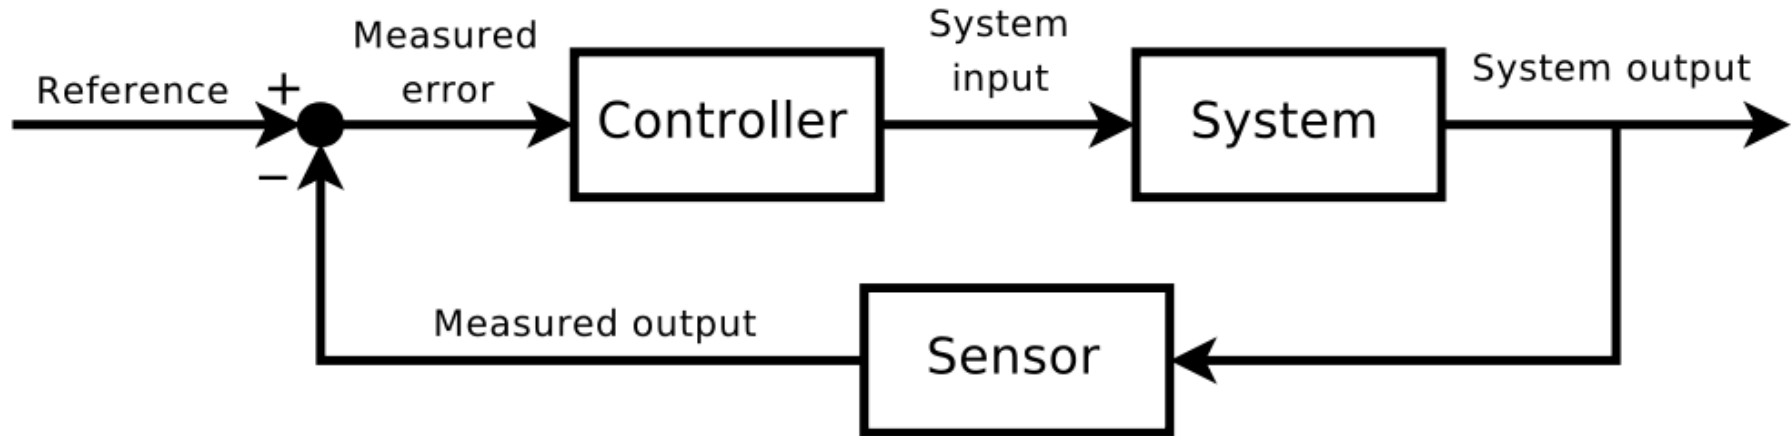 Reference
+
−
Measured
error
Controller
System
input
System
System output
Measured output
Sensor